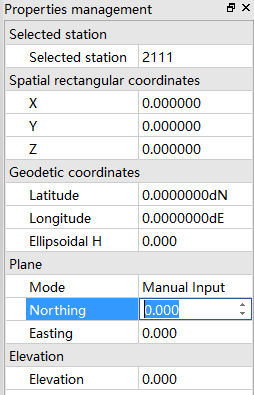 Properties management
Selected station
Selected station 2111
Spatial rectangular coordinates
X 0.000000
Y 0.000000
Z 0.000000
Geodetic coordinates
Latitude 0.0000000dN
Longitude 0.0000000dE
Ellipsoidal H 0.000
Plane
Mode Manual Input
Northing 0.000
Easting 0.000
Elevation
Elevation 0.000